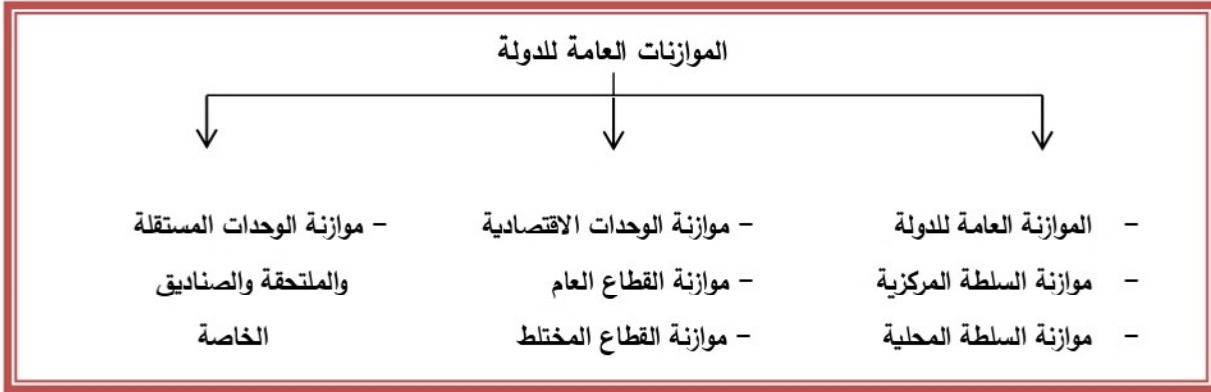 الموازنات العامة للدولة
- الموازنة العامة للدولة
- موازنة السلطة المركزية
- موازنة السلطة المحلية
- موازنة الوحدات الاقتصادية
- موازنة القطاع العام
- موازنة القطاع المختلط
- موازنة الوحدات المستقلة
والملتحقة والصناديق
الخاصة